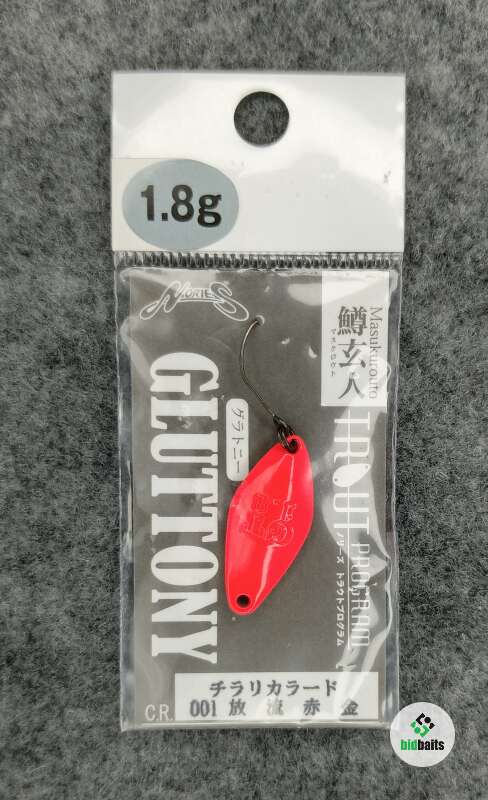 1.8g
NORIES
鱒玄人
マスクロウト
Masukurouto
TROUT PROGRAM
ノリーズ トラウトプログラム
GLUTTONY
グラトニー
C.R.
チラリカラード
001 放流赤金
bidbaits